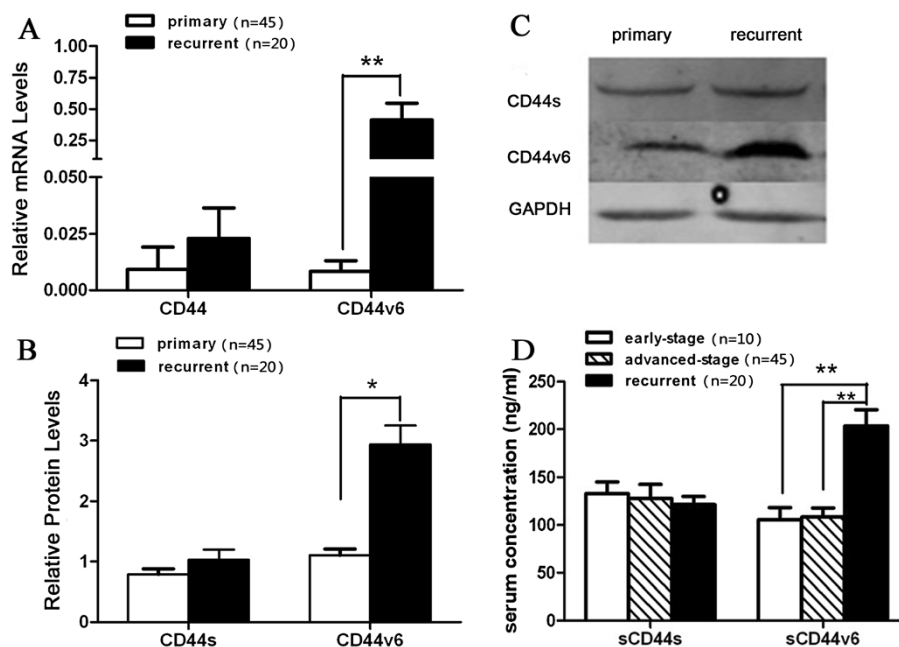 A
primary (n=45)
recurrent (n=20)
Relative mRNA Levels
1.00
0.75
0.50
0.25
0.050
0.025
0.000
**
CD44
CD44v6
B
primary (n=45)
recurrent (n=20)
Relative Protein Levels
4
3
2
1
0
*
CD44s
CD44v6
C
primary recurrent
CD44s
CD44v6
GAPDH
D
early-stage (n=10)
advanced-stage (n=45)
recurrent (n=20)
serum concentration (ng/ml)
250
200
150
100
50
0
**
**
sCD44s
sCD44v6